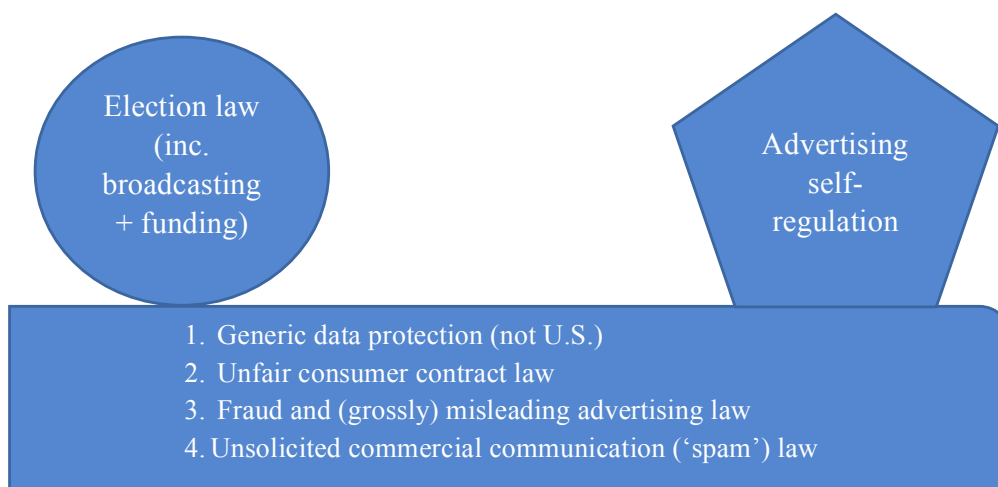 Election law
(inc.
broadcasting
+ funding)
Advertising
self-
regulation
1. Generic data protection (not U.S.)
2. Unfair consumer contract law
3. Fraud and (grossly) misleading advertising law
4. Unsolicited commercial communication (‘spam’) law